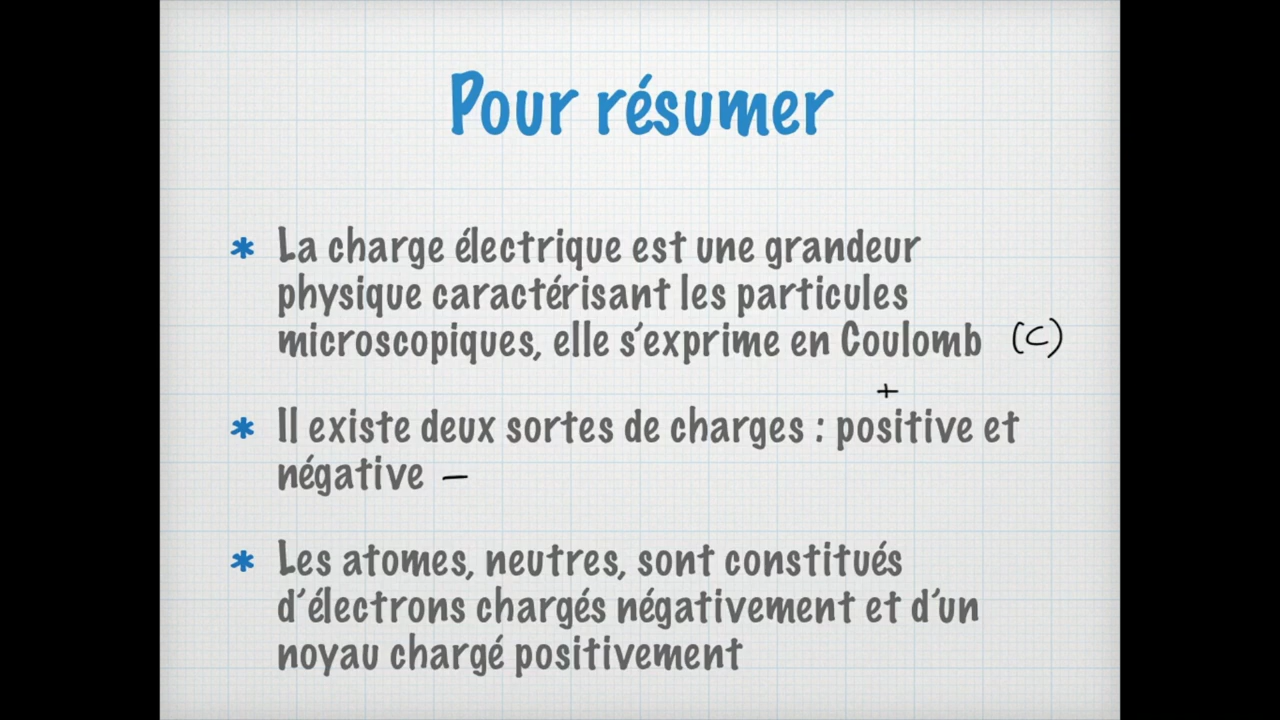 Pour résumer
* La charge électrique est une grandeur
physique caractérisant les particules
microscopiques, elle s'exprime en Coulomb (C)
+
* Il existe deux sortes de charges : positive et
négative –
* Les atomes, neutres, sont constitués
d'électrons chargés négativement et d'un
noyau chargé positivement